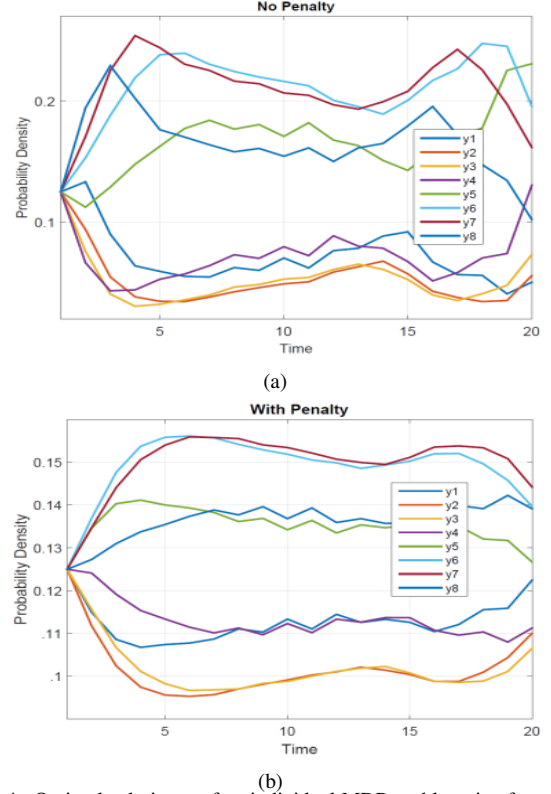 No Penalty
Probability Density
0.2
0.1
y1
y2
y3
y4
y5
y6
y7
y8
5
10
15
20
Time
(a)
With Penalty
Probability Density
0.15
0.14
0.13
0.12
.11
.1
y1
y2
y3
y4
y5
y6
y7
y8
5
10
15
20
Time
(b)